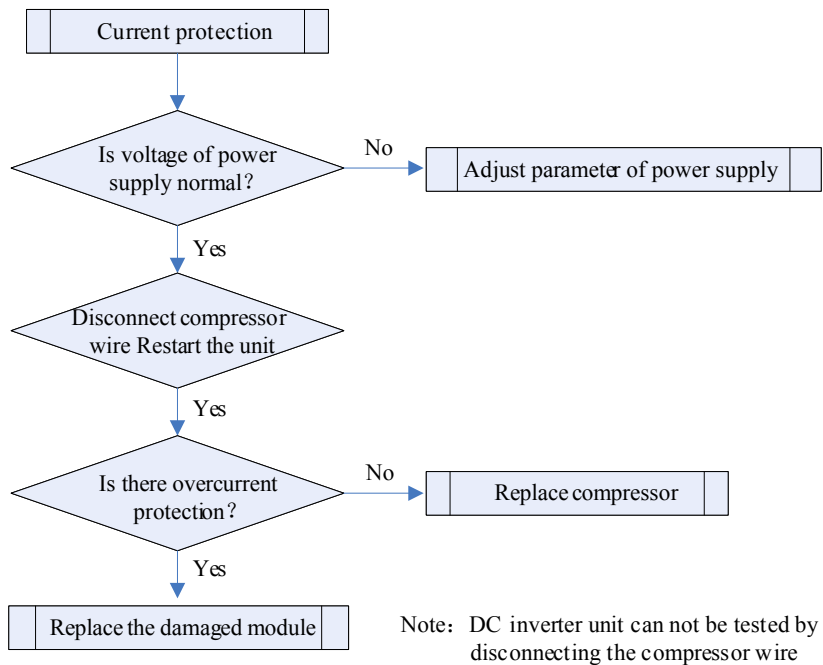 Current protection
Is voltage of power
supply normal?
No
Adjust parameter of power supply
Yes
Disconnect compressor
wire Restart the unit
Yes
Is there overcurrent
protection?
No
Replace compressor
Yes
Replace the damaged module
Note: DC inverter unit can not be tested by
disconnecting the compressor wire